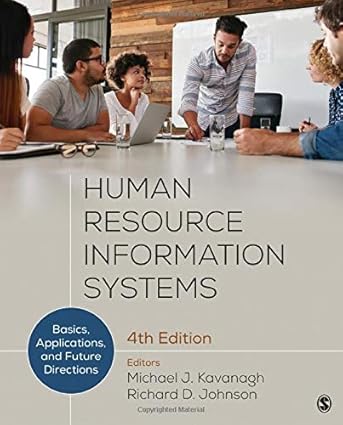 HUMAN
RESOURCE
INFORMATION
SYSTEMS
Basics,
Applications,
and Future
Directions
4th Edition
Editors
Michael J. Kavanagh
Richard D. Johnson
Copyrighted Material
S